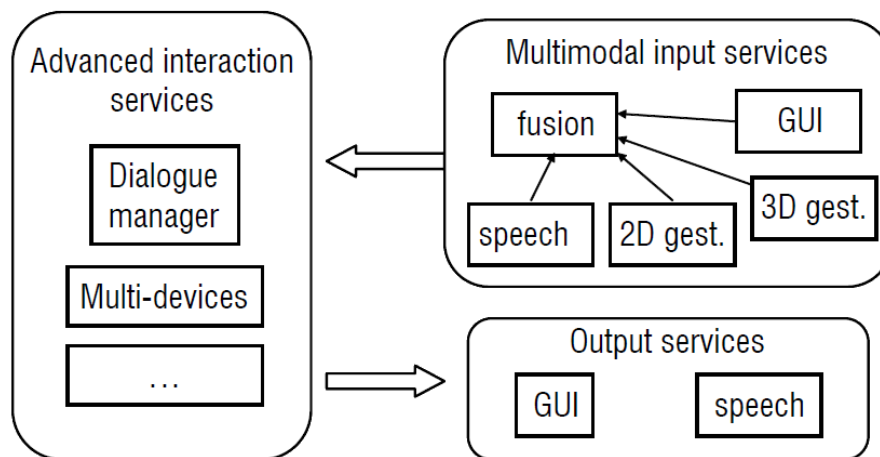 Advanced interaction
services
Dialogue
manager
Multi-devices
...
Multimodal input services
fusion
GUI
speech
2D gest.
3D gest.
Output services
GUI
speech